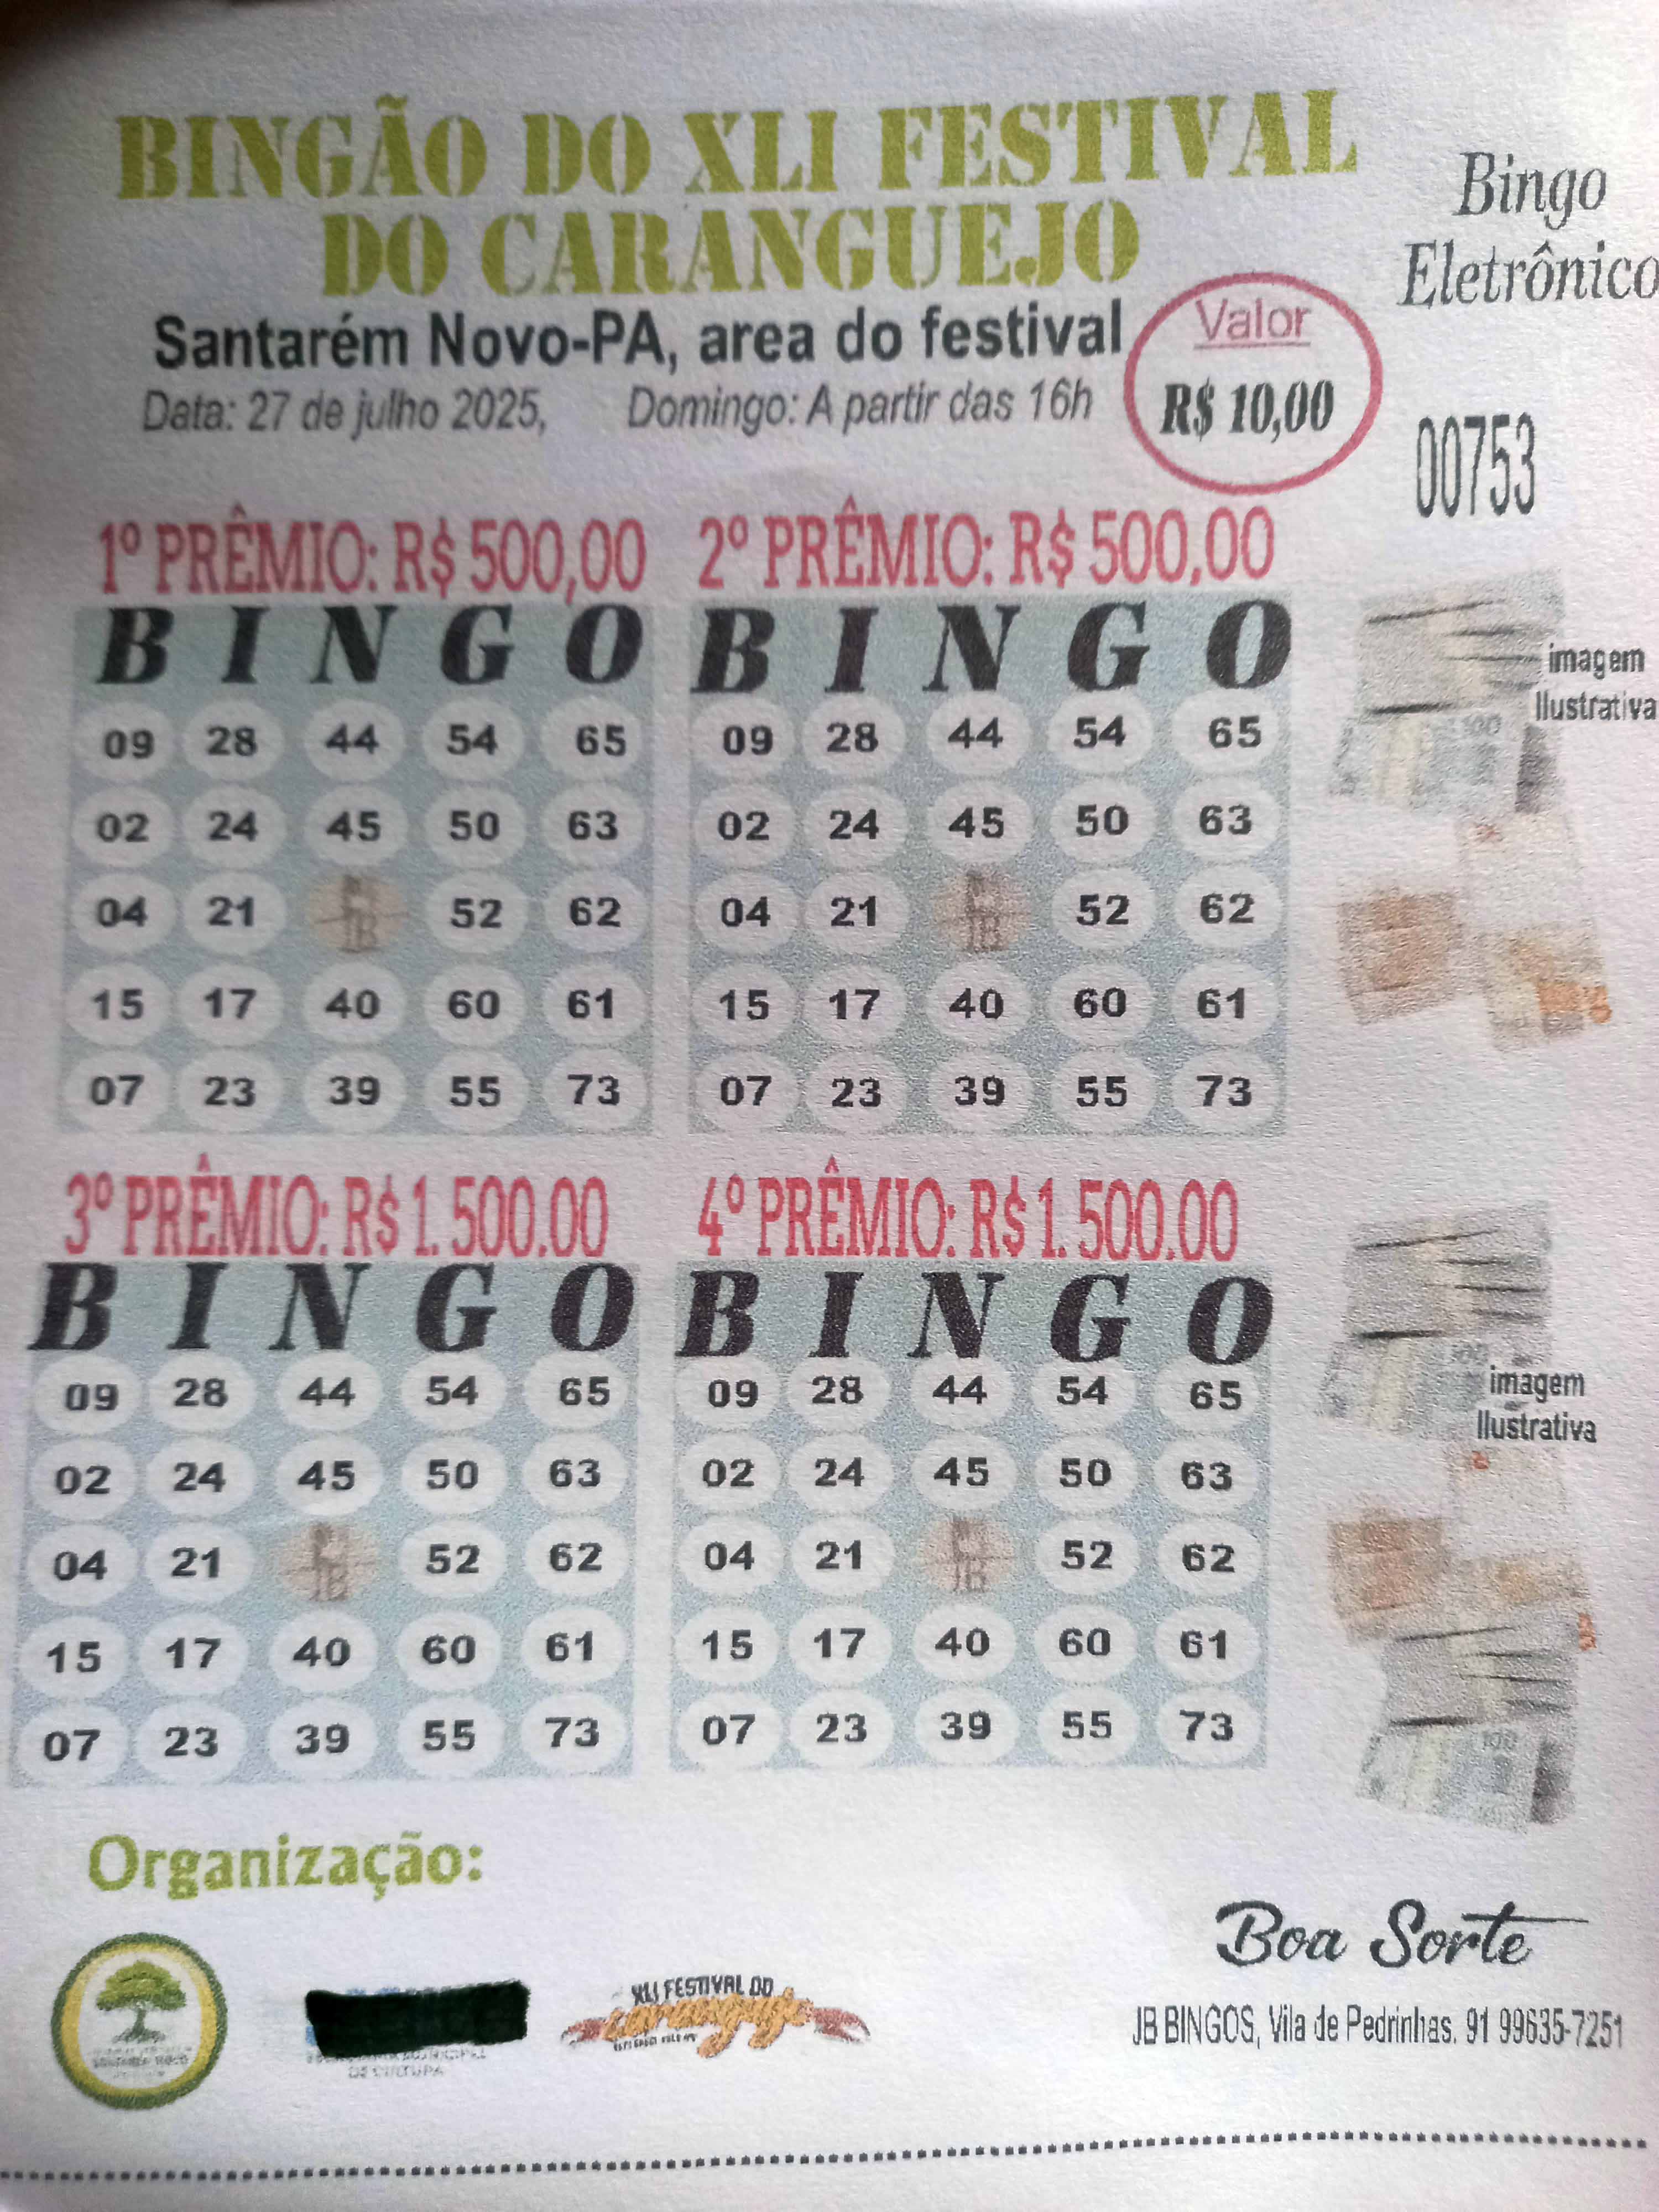 BINGÃO DO XLI FESTIVAL
DO CARANGUEJO
Bingo
Eletrônico
Santarém Novo-PA, area do festival
Data: 27 de julho 2025, Domingo: A partir das 16h
Valor
R$ 10,00
00753
1º PRÊMIO: R$ 500,00
B I N G O
09 28 44 54 65
02 24 45 50 63
04 21 JB 52 62
15 17 40 60 61
07 23 39 55 73
2º PRÊMIO: R$ 500,00
B I N G O
09 28 44 54 65
02 24 45 50 63
04 21 JB 52 62
15 17 40 60 61
07 23 39 55 73
imagem
Ilustrativa
100
3º PRÊMIO: R$ 1.500.00
B I N G O
09 28 44 54 65
02 24 45 50 63
04 21 JB 52 62
15 17 40 60 61
07 23 39 55 73
4º PRÊMIO: R$ 1.500.00
B I N G O
09 28 44 54 65
02 24 45 50 63
04 21 JB 52 62
15 17 40 60 61
07 23 39 55 73
100
imagem
Ilustrativa
100
Organização:
MUNICIPAL
DE CULTURA
XLI FESTIVAL DO
caranguejo
Boa Sorte
JB BINGOS, Vila de Pedrinhas. 91 99635-7251